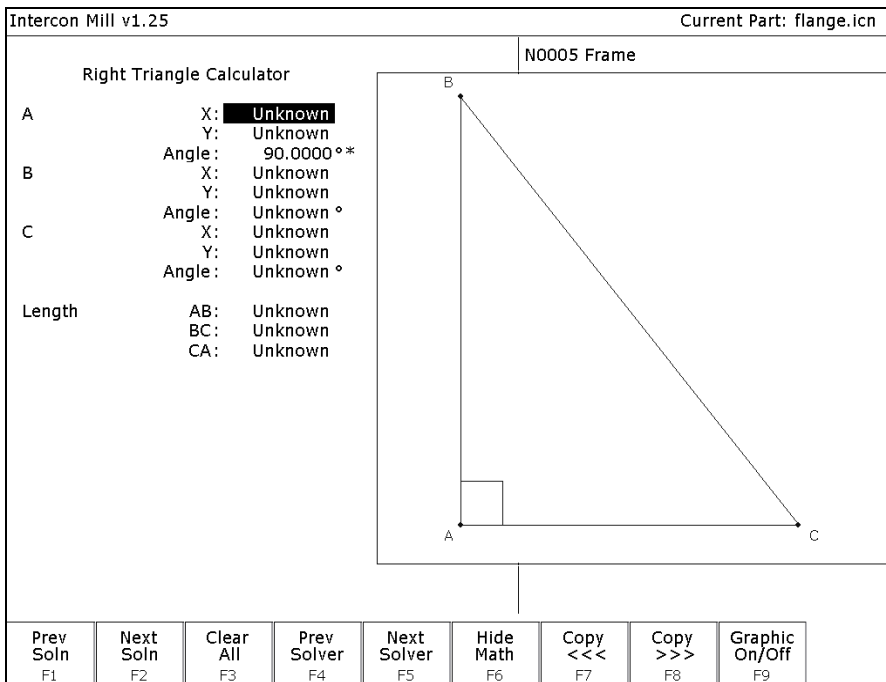 Intercon Mill v1.25 Current Part: flange.icn
N0005 Frame
Right Triangle Calculator
A X: Unknown
Y: Unknown
Angle: 90.0000°*
B X: Unknown
Y: Unknown
Angle: Unknown °
C X: Unknown
Y: Unknown
Angle: Unknown °
Length AB: Unknown
BC: Unknown
CA: Unknown
B
A
C
Prev Soln F1
Next Soln F2
Clear All F3
Prev Solver F4
Next Solver F5
Hide Math F6
Copy <<< F7
Copy >>> F8
Graphic On/Off F9